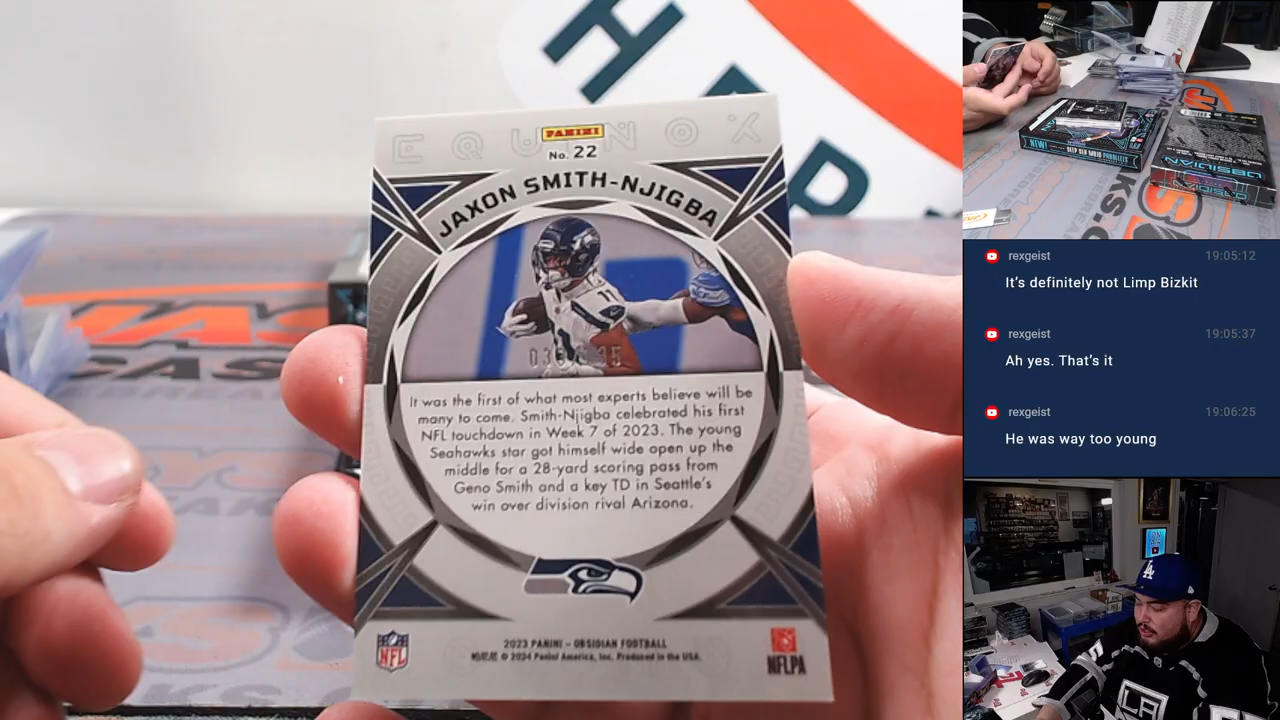 EQUINOX
PANINI
No. 22
JAXON SMITH-NJIGBA
It was the first of what most experts believe will be
many to come. Smith-Njigba celebrated his first
NFL touchdown in Week 7 of 2023. The young
Seahawks star got himself wide open up the
middle for a 28-yard scoring pass from
Geno Smith and a key TD in Seattle's
win over division rival Arizona.
NFL
2023 PANINI – OBSIDIAN FOOTBALL
© 2024 Panini America, Inc. Produced in the USA.
NFLPA
NEW!
OBSIDIAN
rexgeist 19:05:12
It's definitely not Limp Bizkit
rexgeist 19:05:37
Ah yes. That's it
rexgeist 19:06:25
He was way too young
LA
LA